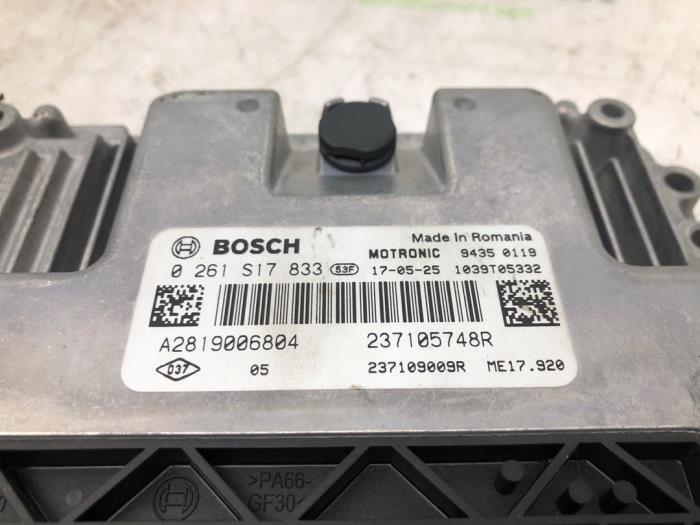 BOSCH
Made in Romania
MOTRONIC 9435 0119
0 261 S17 833 53F 17-05-25 1039T05332
A2819006804 237105748R
037 05 237109009R ME17.920
>PA66-
GF30<